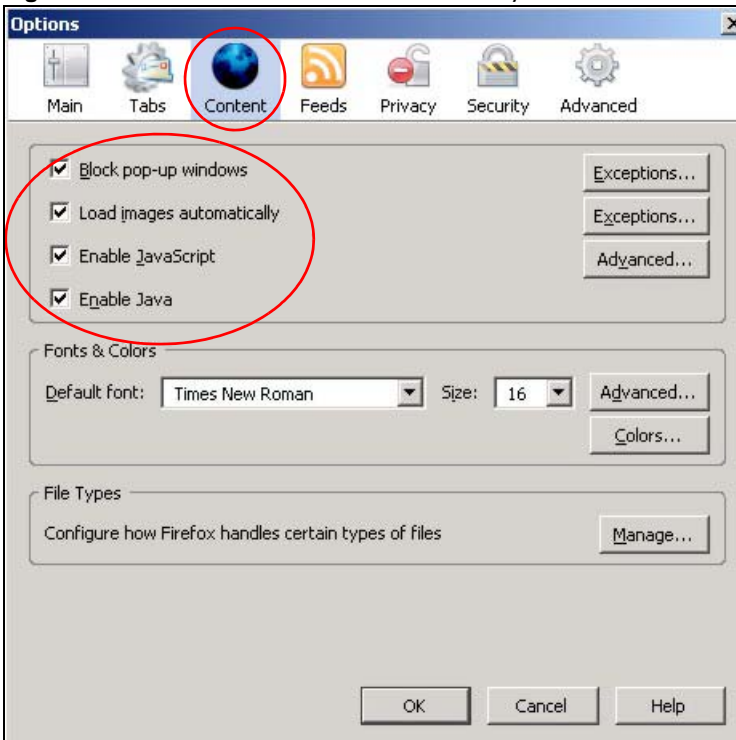 Options
Main Tabs Content Feeds Privacy Security Advanced
Block pop-up windows Exceptions...
Load images automatically Exceptions...
Enable JavaScript Advanced...
Enable Java
Fonts & Colors
Default font: Times New Roman Size: 16 Advanced...
Colors...
File Types
Configure how Firefox handles certain types of files Manage...
OK Cancel Help